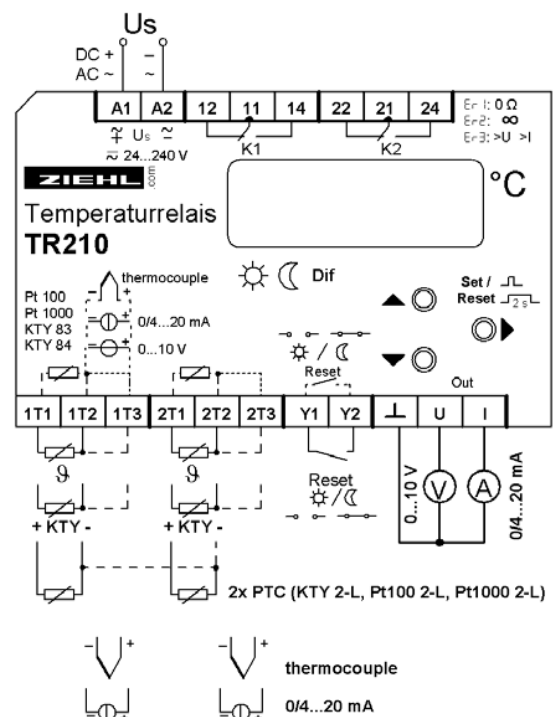 Us
DC + –
AC ~ ~
A1 A2 12 11 14 22 21 24
Er1: 0 Ω
Er2: ∞
Er3: >U >I
Us
24...240 V
K1 K2
ZIEHL .com
°C
Temperaturrelais
TR210
thermocouple
Dif
Set /
Reset 2 s
Pt 100
Pt 1000
KTY 83
KTY 84
– +
+ 0/4...20 mA
+ 0...10 V
/
Reset
Out
1T1 1T2 1T3 2T1 2T2 2T3 Y1 Y2 ⊥ U I
ϑ ϑ
Reset
/
+ KTY - + KTY -
0...10 V
V A
0/4...20 mA
2x PTC (KTY 2-L, Pt100 2-L, Pt1000 2-L)
– + – +
thermocouple
0/4...20 mA